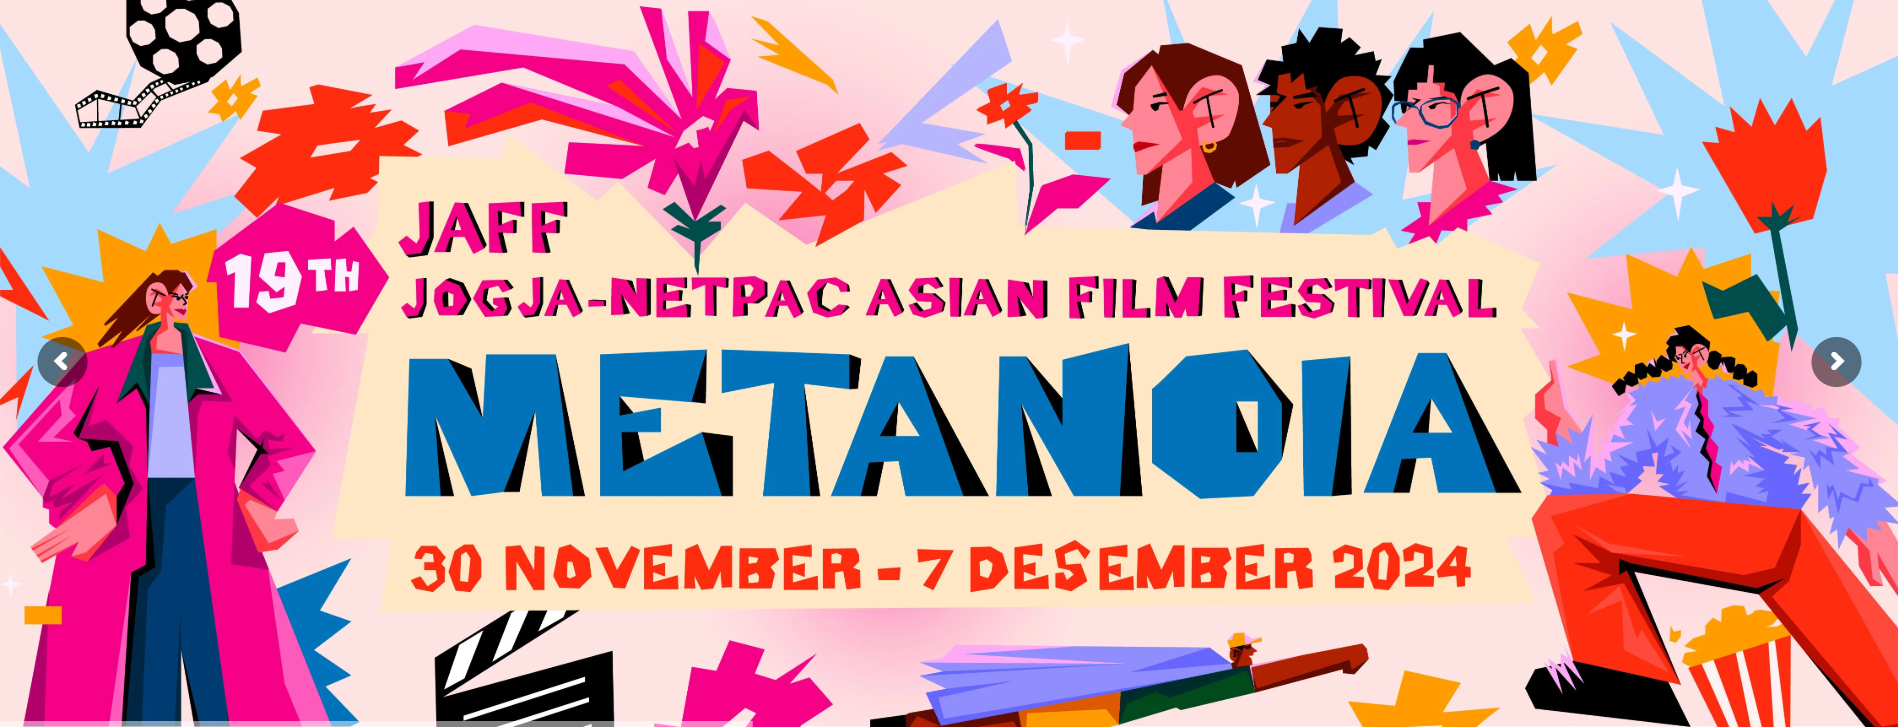 JAFF
19TH
JOGJA-NETPAC ASIAN FILM FESTIVAL
METANOIA
30 NOVEMBER - 7 DESEMBER 2024